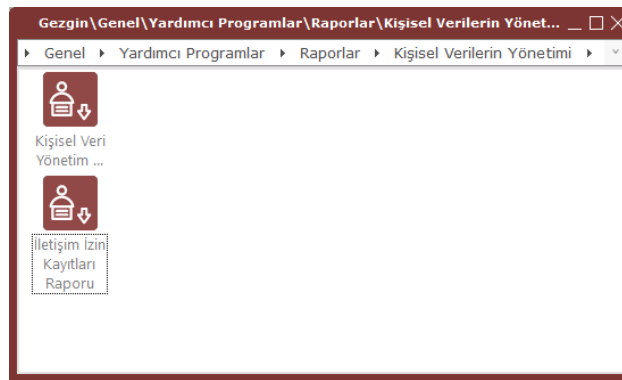 Gezgin\Genel\Yardımcı Programlar\Raporlar\Kişisel Verilerin Yönet...
Genel Yardımcı Programlar Raporlar Kişisel Verilerin Yönetimi
Kişisel Veri
Yönetim ...
İletişim İzin
Kayıtları
Raporu